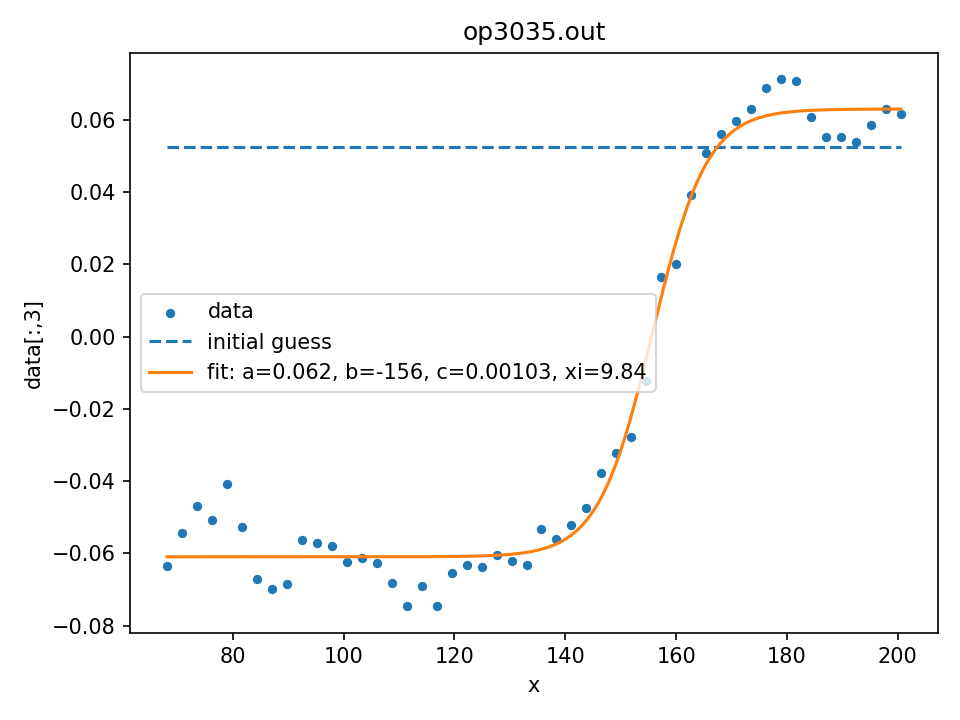 op3035.out
data[:,3]
0.06
0.04
0.02
0.00
−0.02
−0.04
−0.06
−0.08
data
initial guess
fit: a=0.062, b=-156, c=0.00103, xi=9.84
80 100 120 140 160 180 200
x